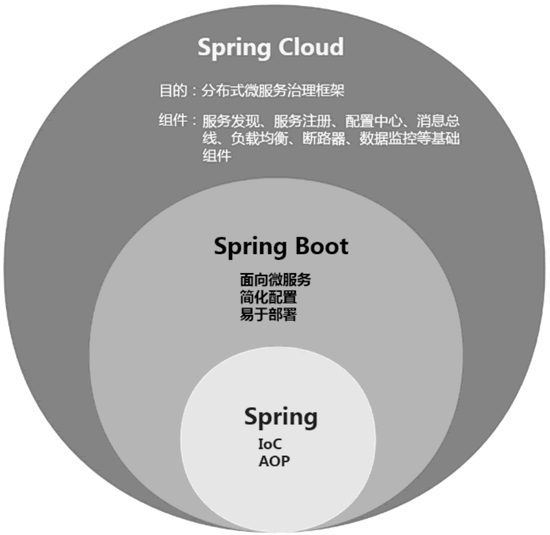 Spring Cloud
目的：分布式微服务治理框架
组件：服务发现、服务注册、配置中心、消息总
线、负载均衡、断路器、数据监控等基础
组件
Spring Boot
面向微服务
简化配置
易于部署
Spring
IoC
AOP